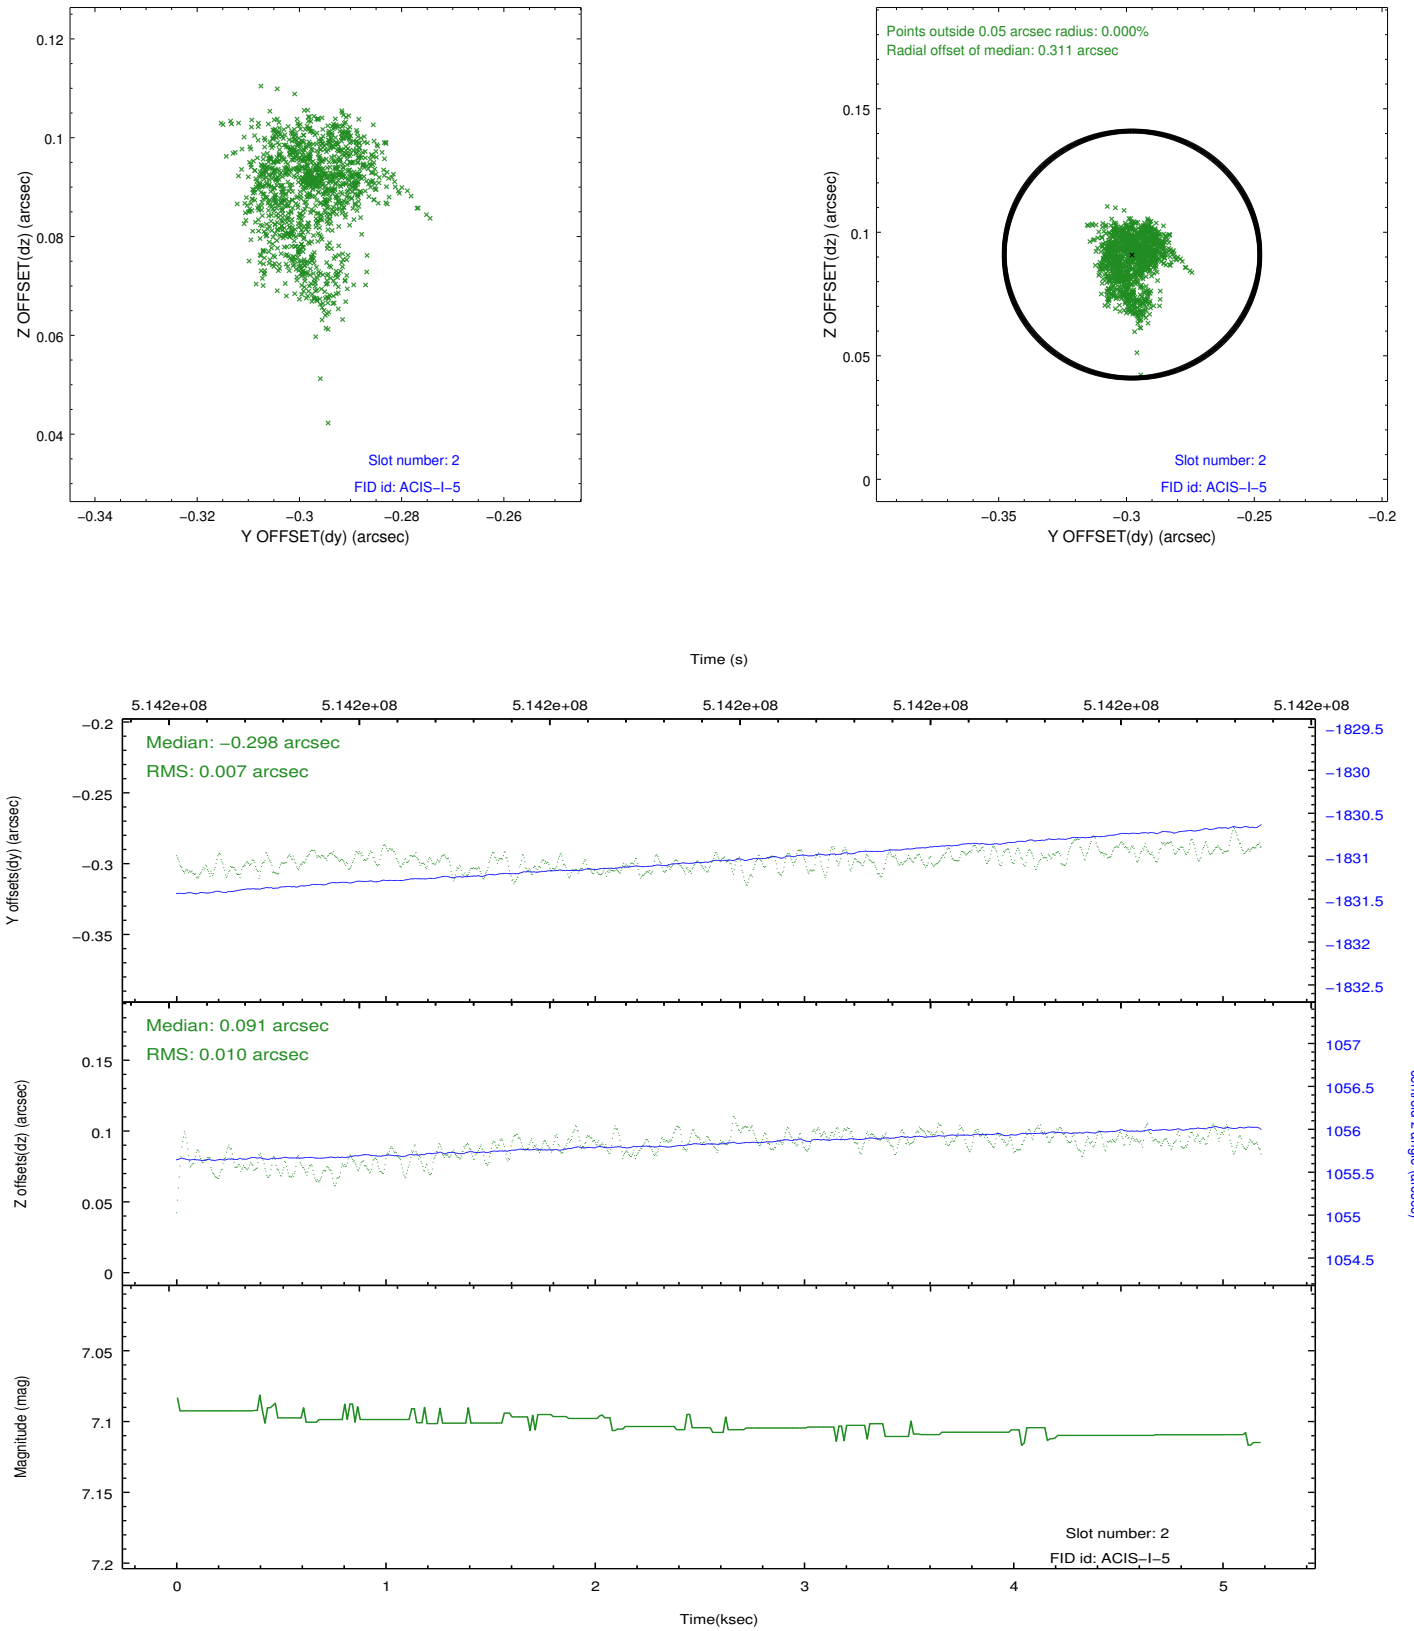 0.12
0.1
0.08
0.06
0.04
Z OFFSET(dz) (arcsec)
Slot number: 2
FID id: ACIS−I−5
−0.34 −0.32 −0.3 −0.28 −0.26
Y OFFSET(dy) (arcsec)
Points outside 0.05 arcsec radius: 0.000%
Radial offset of median: 0.311 arcsec
0.15
0.1
0.05
0
Z OFFSET(dz) (arcsec)
Slot number: 2
FID id: ACIS−I−5
−0.35 −0.3 −0.25 −0.2
Y OFFSET(dy) (arcsec)
Time (s)
5.142e+08 5.142e+08 5.142e+08 5.142e+08 5.142e+08 5.142e+08 5.142e+08
Median: −0.298 arcsec
RMS: 0.007 arcsec
−0.2
−0.25
−0.3
−0.35
Y offsets(dy) (arcsec)
−1829.5
−1830
−1830.5
−1831
−1831.5
−1832
−1832.5
Median: 0.091 arcsec
RMS: 0.010 arcsec
0.15
0.1
0.05
0
Z offsets(dz) (arcsec)
1057
1056.5
1056
1055.5
1055
1054.5
7.05
7.1
7.15
7.2
Magnitude (mag)
Slot number: 2
FID id: ACIS−I−5
0 1 2 3 4 5
Time(ksec)